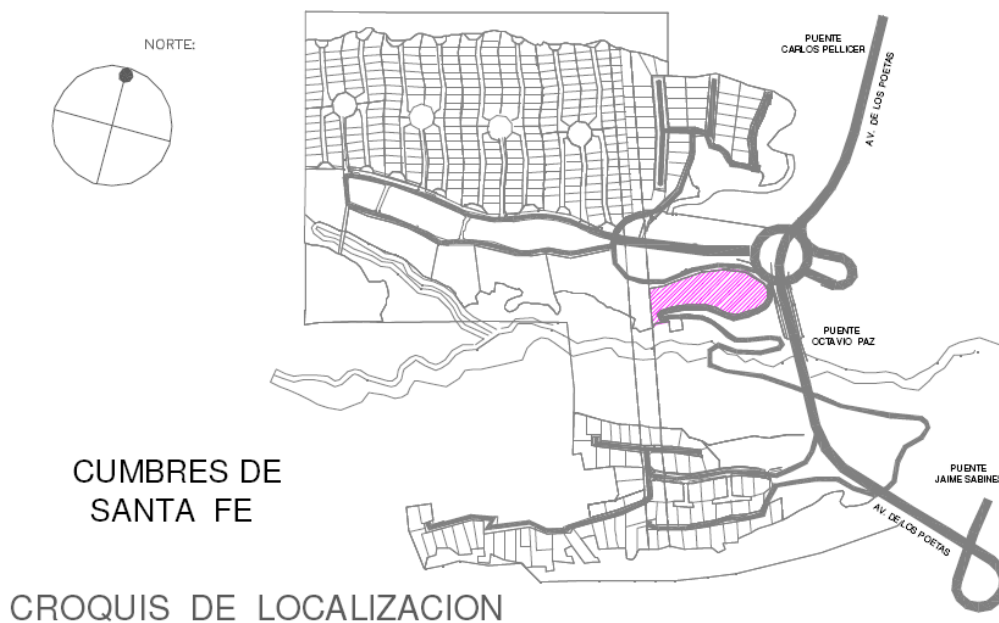 NORTE:
PUENTE
CARLOS PELLICER
AV. DE LOS POETAS
PUENTE
OCTAVIO PAZ
CUMBRES DE
SANTA FE
PUENTE
JAIME SABINES
AV. DE LOS POETAS
CROQUIS DE LOCALIZACION